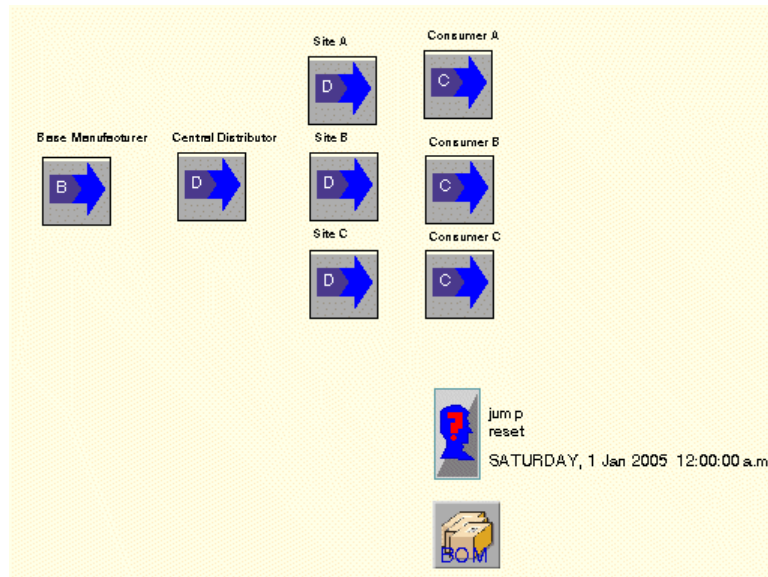 Site A
Consumer A
D
C
Base Manufacturer
Central Distributor
Site B
Consumer B
B
D
D
C
Site C
Consumer C
D
C
jump
reset
SATURDAY, 1 Jan 2005 12:00:00 a.m
BOM